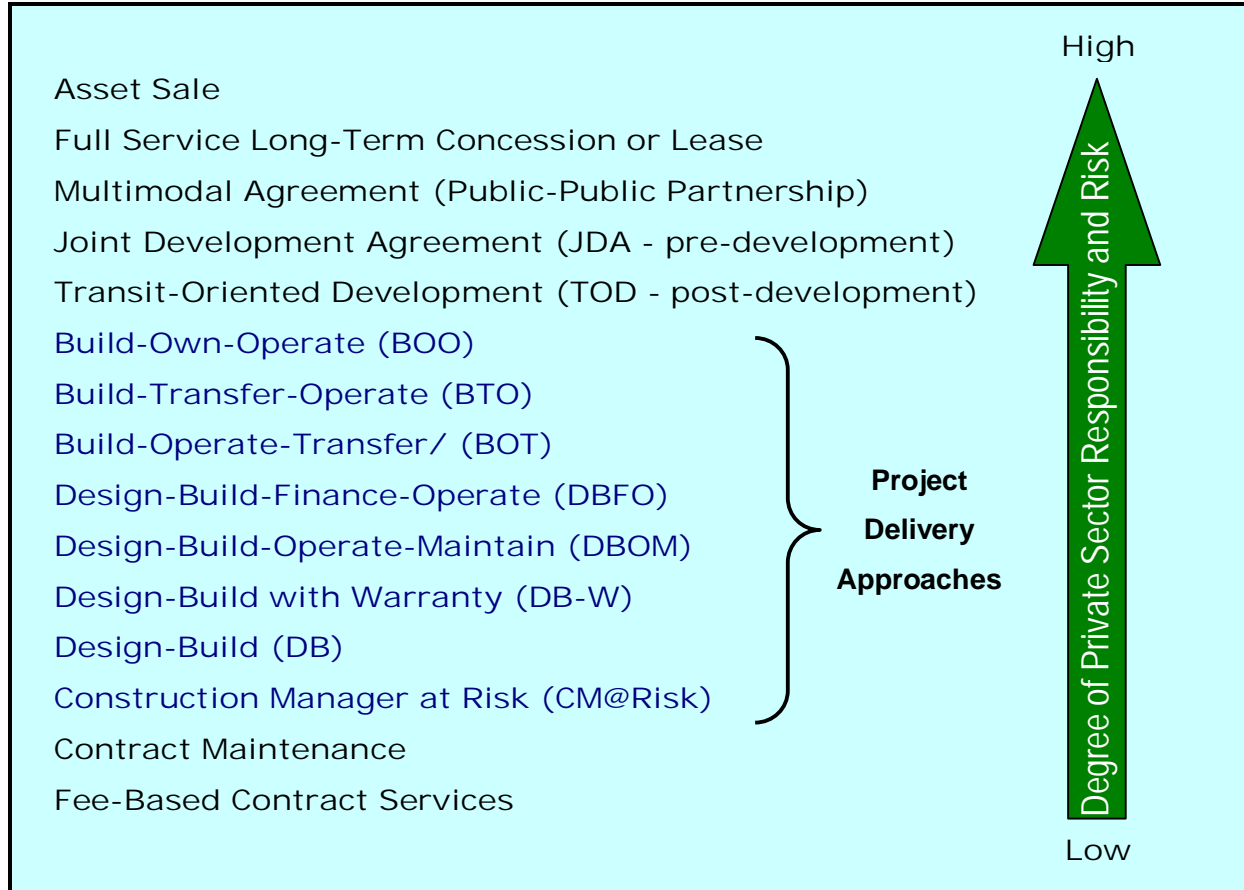 High
Asset Sale
Full Service Long-Term Concession or Lease
Multimodal Agreement (Public-Public Partnership)
Joint Development Agreement (JDA - pre-development)
Transit-Oriented Development (TOD - post-development)
Build-Own-Operate (BOO)
Build-Transfer-Operate (BTO)
Build-Operate-Transfer/ (BOT)
Design-Build-Finance-Operate (DBFO)
Design-Build-Operate-Maintain (DBOM)
Design-Build with Warranty (DB-W)
Design-Build (DB)
Construction Manager at Risk (CM@Risk)
Contract Maintenance
Fee-Based Contract Services
Project
Delivery
Approaches
Degree of Private Sector Responsibility and Risk
Low